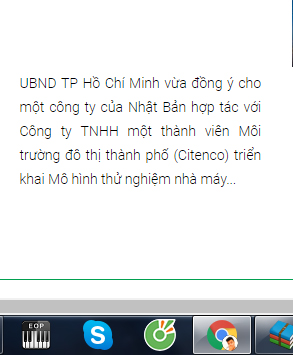 UBND TP Hồ Chí Minh vừa đồng ý cho
một công ty của Nhật Bản hợp tác với
Công ty TNHH một thành viên Môi
trường đô thị thành phố (Citenco) triển
khai Mô hình thử nghiệm nhà máy...
EOP